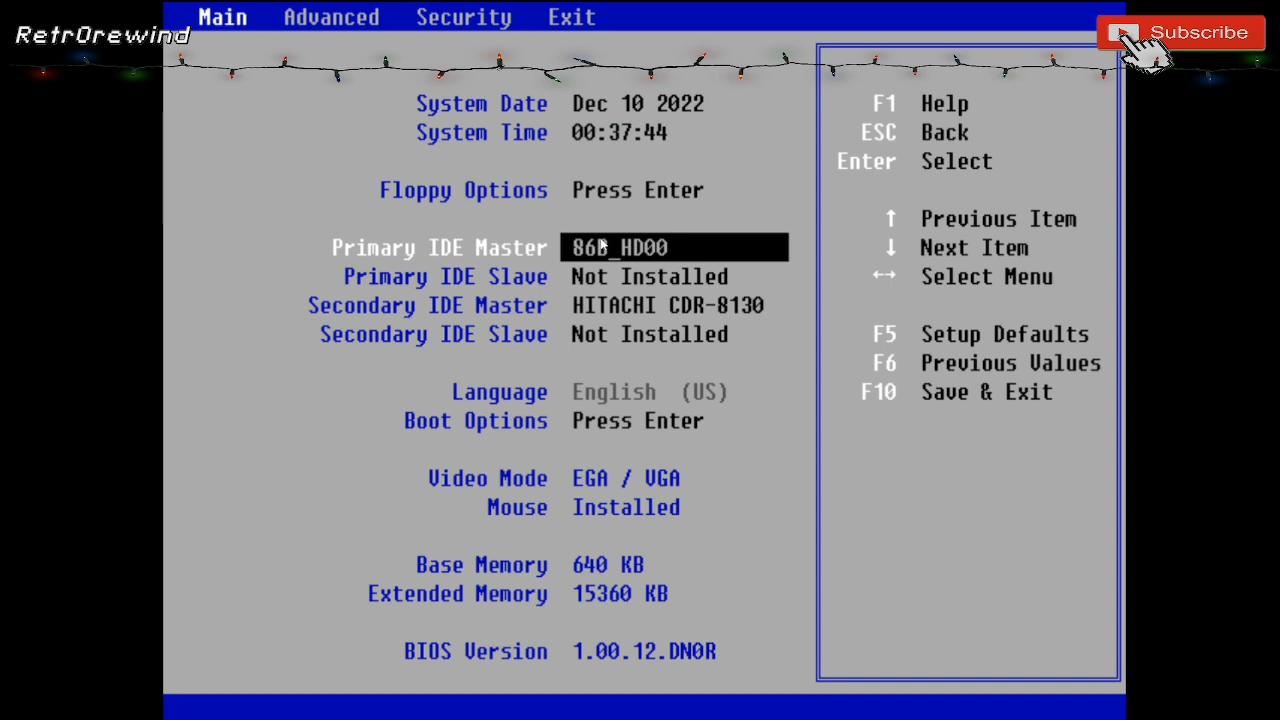 Main Advanced Security Exit
Retr0rewind
Subscribe
System Date Dec 10 2022
System Time 00:37:44
Floppy Options Press Enter
Primary IDE Master 86B_HD00
Primary IDE Slave Not Installed
Secondary IDE Master HITACHI CDR-8130
Secondary IDE Slave Not Installed
Language English (US)
Boot Options Press Enter
Video Mode EGA / VGA
Mouse Installed
Base Memory 640 KB
Extended Memory 15360 KB
BIOS Version 1.00.12.DN0R
F1 Help
ESC Back
Enter Select
↑ Previous Item
↓ Next Item
↔ Select Menu
F5 Setup Defaults
F6 Previous Values
F10 Save & Exit